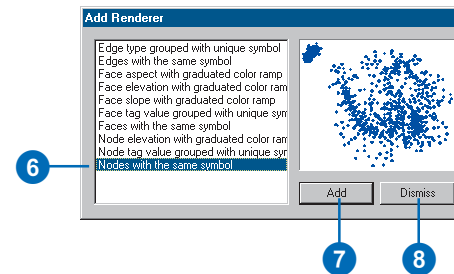 Add Renderer
Edge type grouped with unique symbol
Edges with the same symbol
Face aspect with graduated color ramp
Face elevation with graduated color ram
Face slope with graduated color ramp
Face tag value grouped with unique sym
Faces with the same symbol
Node elevation with graduated color ram
Node tag value grouped with unique syr
Nodes with the same symbol
6
Add
Dismiss
7
8